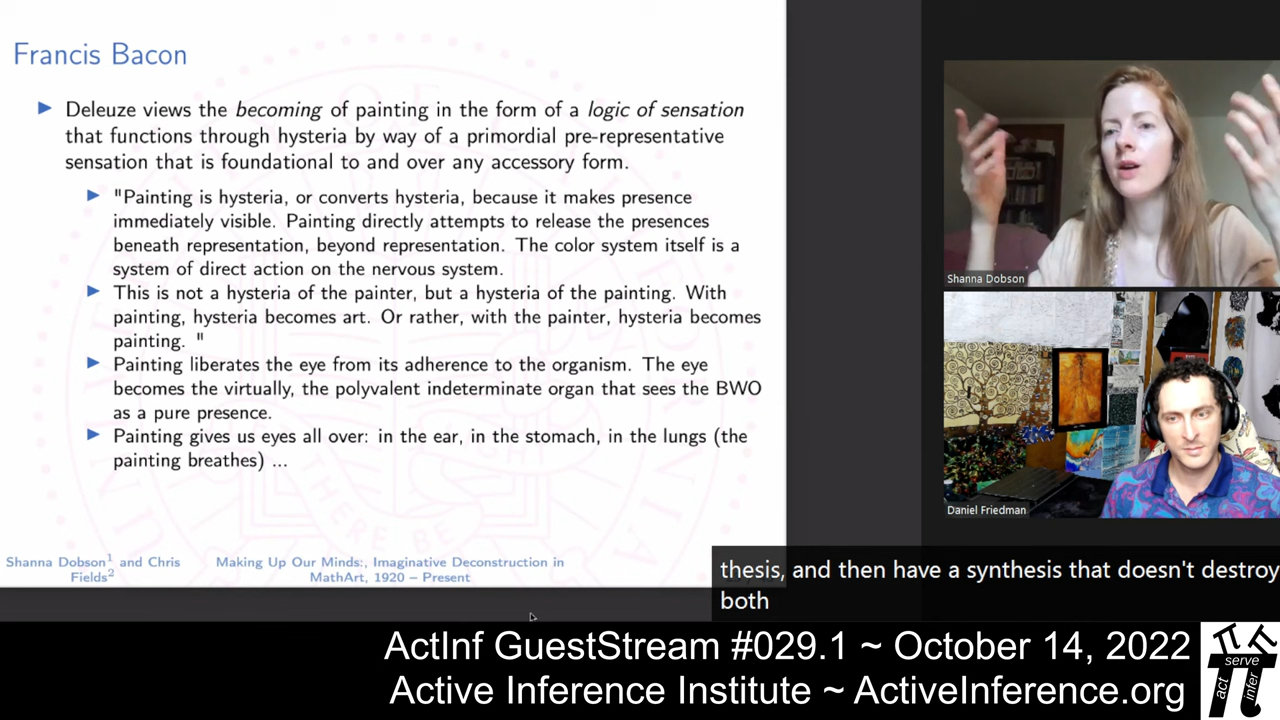 Francis Bacon
Deleuze views the becoming of painting in the form of a logic of sensation
that functions through hysteria by way of a primordial pre-representative
sensation that is foundational to and over any accessory form.
"Painting is hysteria, or converts hysteria, because it makes presence
immediately visible. Painting directly attempts to release the presences
beneath representation, beyond representation. The color system itself is a
system of direct action on the nervous system.
This is not a hysteria of the painter, but a hysteria of the painting. With
painting, hysteria becomes art. Or rather, with the painter, hysteria becomes
painting. "
Painting liberates the eye from its adherence to the organism. The eye
becomes the virtually, the polyvalent indeterminate organ that sees the BWO
as a pure presence.
Painting gives us eyes all over: in the ear, in the stomach, in the lungs (the
painting breathes) ...
Shanna Dobson¹ and Chris
Fields²
Making Up Our Minds:, Imaginative Deconstruction in
MathArt, 1920 – Present
Shanna Dobson
Daniel Friedman
thesis, and then have a synthesis that doesn't destroy
both
ActInf GuestStream #029.1 ~ October 14, 2022
Active Inference Institute ~ ActiveInference.org
serve
act
infer